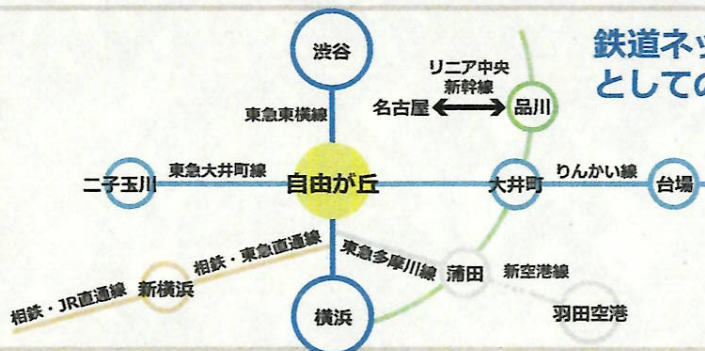 渋谷
鉄道ネッ
としての
リニア中央
新幹線
名古屋
品川
東急東横線
二子玉川
東急大井町線
自由が丘
大井町
りんかい線
台場
相鉄・JR直通線
新横浜
相鉄・東急直通線
東急多摩川線
蒲田
新空港線
横浜
羽田空港